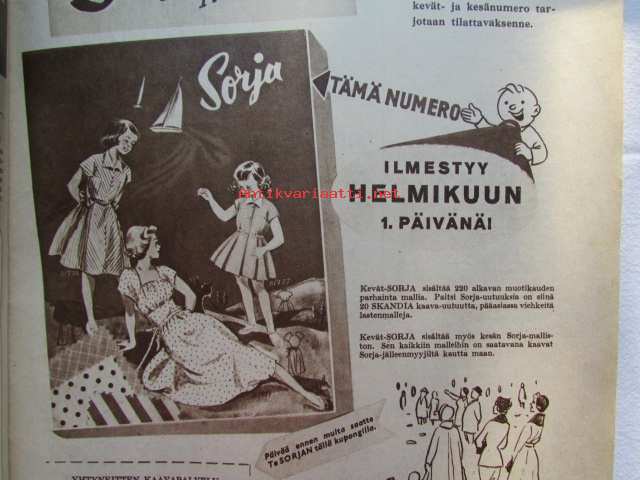 kevät- ja kesänumero tar-
jotaan tilattavaksenne.
Sorja
TÄMÄ NUMERO
ILMESTYY
HELMIKUUN
1. PÄIVÄNÄ!
Antikvariaatti.net
Kevät-SORJA sisältää 220 alkavan muotikauden
parhainta mallia. Paitsi Sorja-uutuuksia on siinä
20 SKANDIA kaava-uutuutta, pääasiassa viehkeitä
lastenmalleja.
Kevät-SORJA sisältää myös kesän Sorja-mallis-
ton. Sen kaikkiin malleihin on saatavana kaavat
Sorja-jälleenmyyjiltä kautta maan.
Päivää ennen muita saatte
Te SORJAN tällä kupongilla.